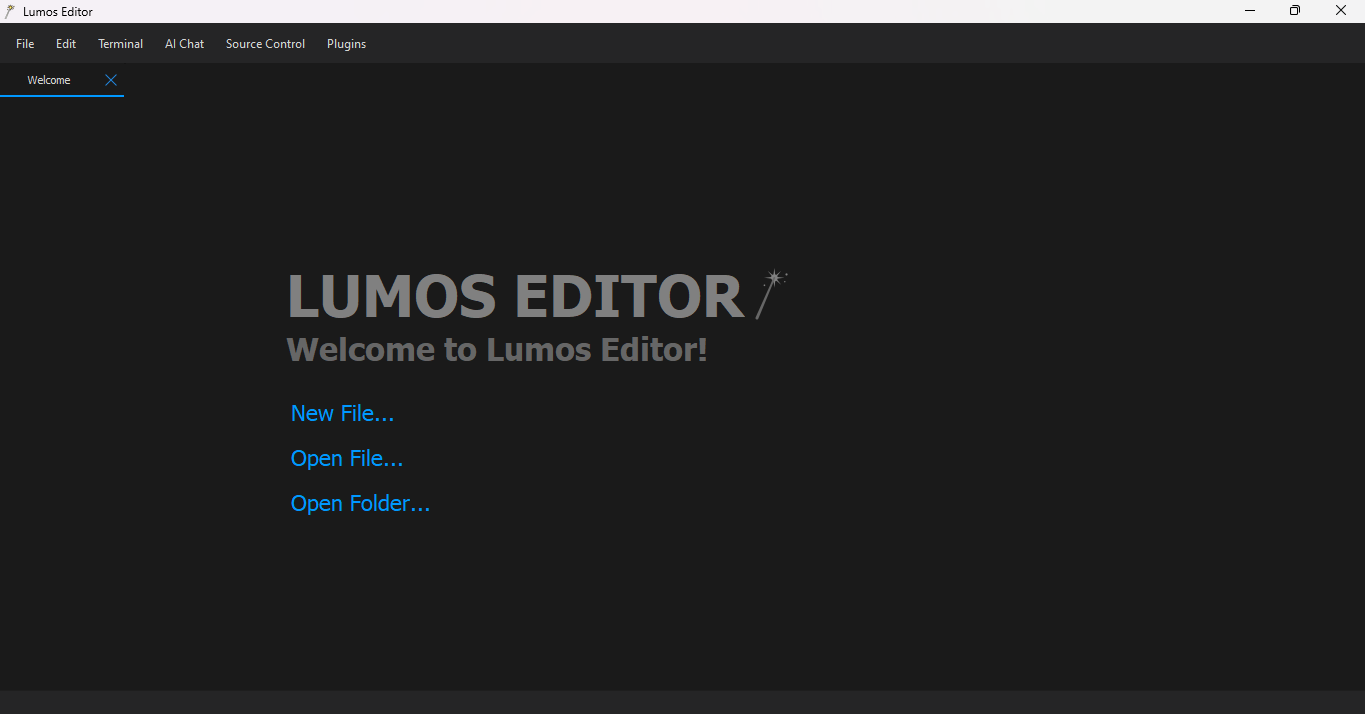 Lumos Editor
File Edit Terminal AI Chat Source Control Plugins
Welcome
LUMOS EDITOR
Welcome to Lumos Editor!
New File...
Open File...
Open Folder...